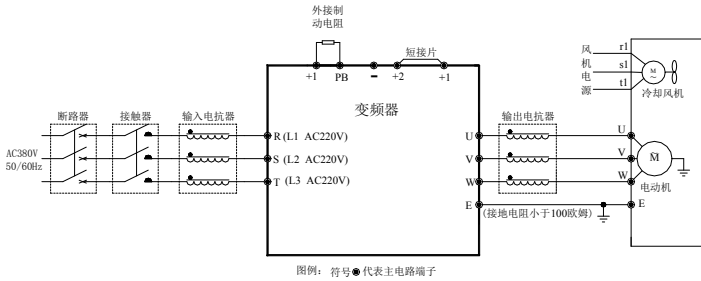 外接制
动电阻
短接片
+1 PB - +2 +1
变频器
风
机
电
源
r1
s1
t1
M
~
冷却风机
断路器
接触器
输入电抗器
输出电抗器
AC380V
50/60Hz
R (L1 AC220V)
S (L2 AC220V)
T (L3 AC220V)
U
V
W
E
U
V
W
E
M
~
电动机
(接地电阻小于100欧姆)
图例: 符号 代表主电路端子